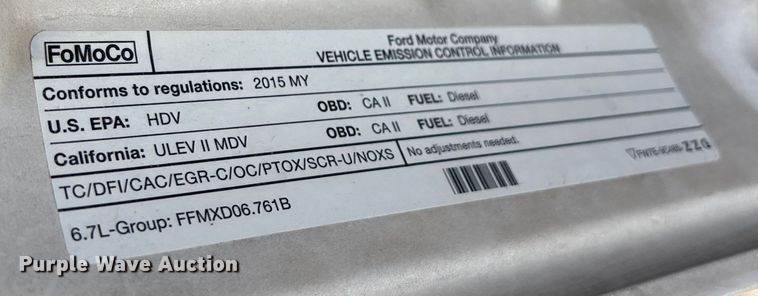 FoMoCo
Ford Motor Company
VEHICLE EMISSION CONTROL INFORMATION
Conforms to regulations: 2015 MY
U.S. EPA: HDV OBD: CA II FUEL: Diesel
California: ULEV II MDV OBD: CA II FUEL: Diesel
TC/DFI/CAC/EGR-C/OC/PTOX/SCR-U/NOXS No adjustments needed.
ZZG
6.7L-Group: FFMXD06.761B
Purple Wave Auction